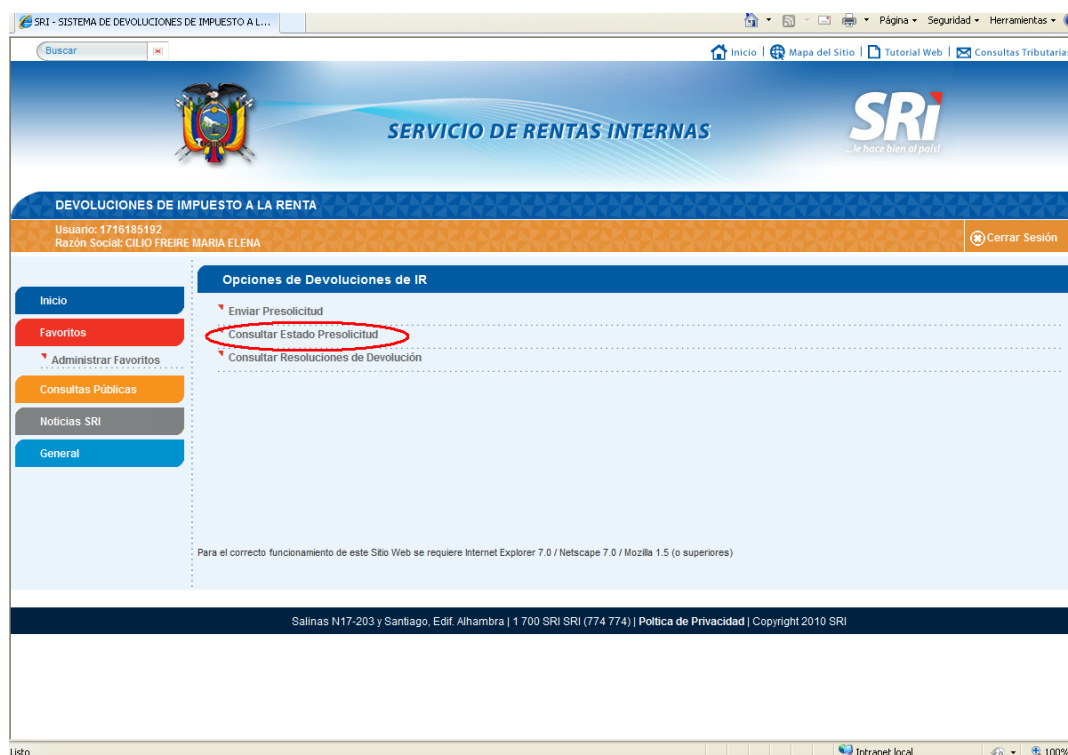 SRI - SISTEMA DE DEVOLUCIONES DE IMPUESTO A L...
Página Seguridad Herramientas
Buscar
Inicio | Mapa del Sitio | Tutorial Web | Consultas Tributarias
SERVICIO DE RENTAS INTERNAS
SRi
...le hace bien al país!
DEVOLUCIONES DE IMPUESTO A LA RENTA
Usuario: 1716185192
Razón Social: CILIO FREIRE MARIA ELENA
Cerrar Sesión
Opciones de Devoluciones de IR
Inicio
Enviar Presolicitud
Favoritos
Consultar Estado Presolicitud
Administrar Favoritos
Consultar Resoluciones de Devolución
Consultas Públicas
Noticias SRI
General
Para el correcto funcionamiento de este Sitio Web se requiere Internet Explorer 7.0 / Netscape 7.0 / Mozilla 1.5 (o superiores)
Salinas N17-203 y Santiago, Edif. Alhambra | 1 700 SRI SRI (774 774) | Poltica de Privacidad | Copyright 2010 SRI
Listo
Intranet local
100%